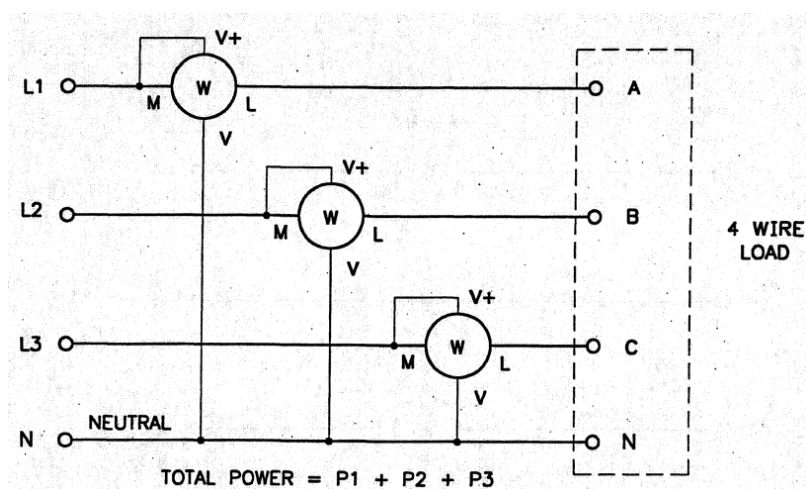 V+
L1
M
W
L
A
V
V+
L2
M
W
L
B
4 WIRE
LOAD
V
V+
L3
M
W
L
C
V
NEUTRAL
N
N
TOTAL POWER = P1 + P2 + P3